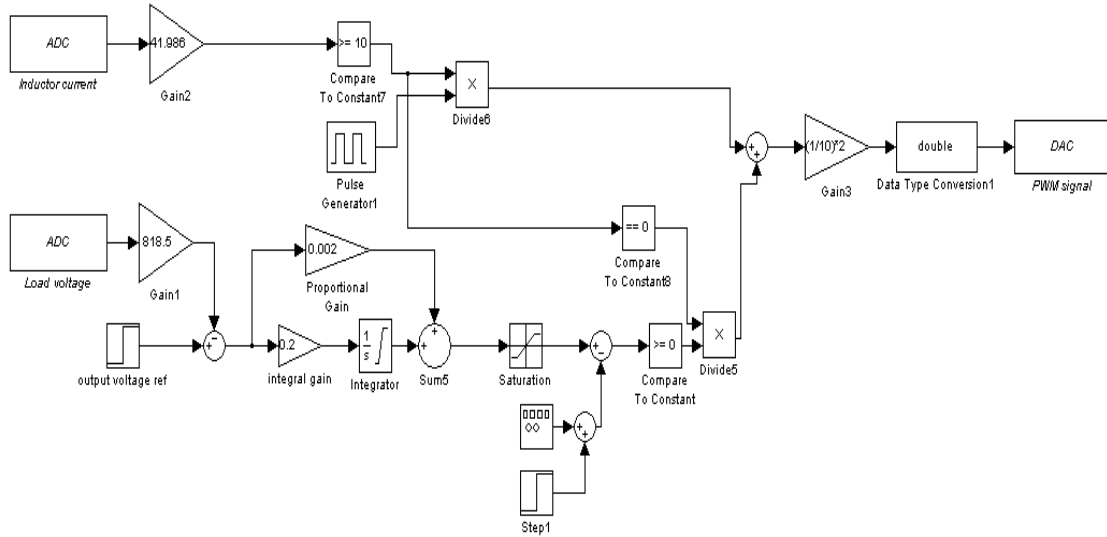 ADC
Inductor current
41.986
Gain2
>= 10
Compare
To Constant7
X
Divide6
Pulse
Generator1
+
+
(1/10)*2
Gain3
double
Data Type Conversion1
DAC
PWM signal
ADC
Load voltage
818.5
Gain1
0.002
Proportional
Gain
== 0
Compare
To Constant8
output voltage ref
−
+
0.2
integral gain
1
s
Integrator
+
+
Sum5
Saturation
+
−
>= 0
Compare
To Constant
X
Divide5
+
+
Step1